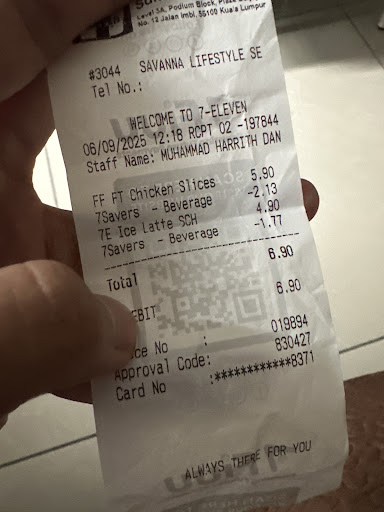 Level 3A, Podium Block, Plaza
No. 12 Jalan Imbi, 55100 Kuala Lumpur
#3044 SAVANNA LIFESTYLE SE
Tel No.:
WELCOME TO 7-ELEVEN
06/09/2025 12:18 RCPT 02 -197844
Staff Name: MUHAMMAD HARRITH DAN
FF FT Chicken Slices 5.90
7Savers - Beverage -2.13
7E Ice Latte SCH 4.90
7Savers - Beverage -1.77
Total 6.90
EBIT 6.90
ice No : 019894
Approval Code: 830427
Card No :************8371
ALWAYS THERE FOR YOU